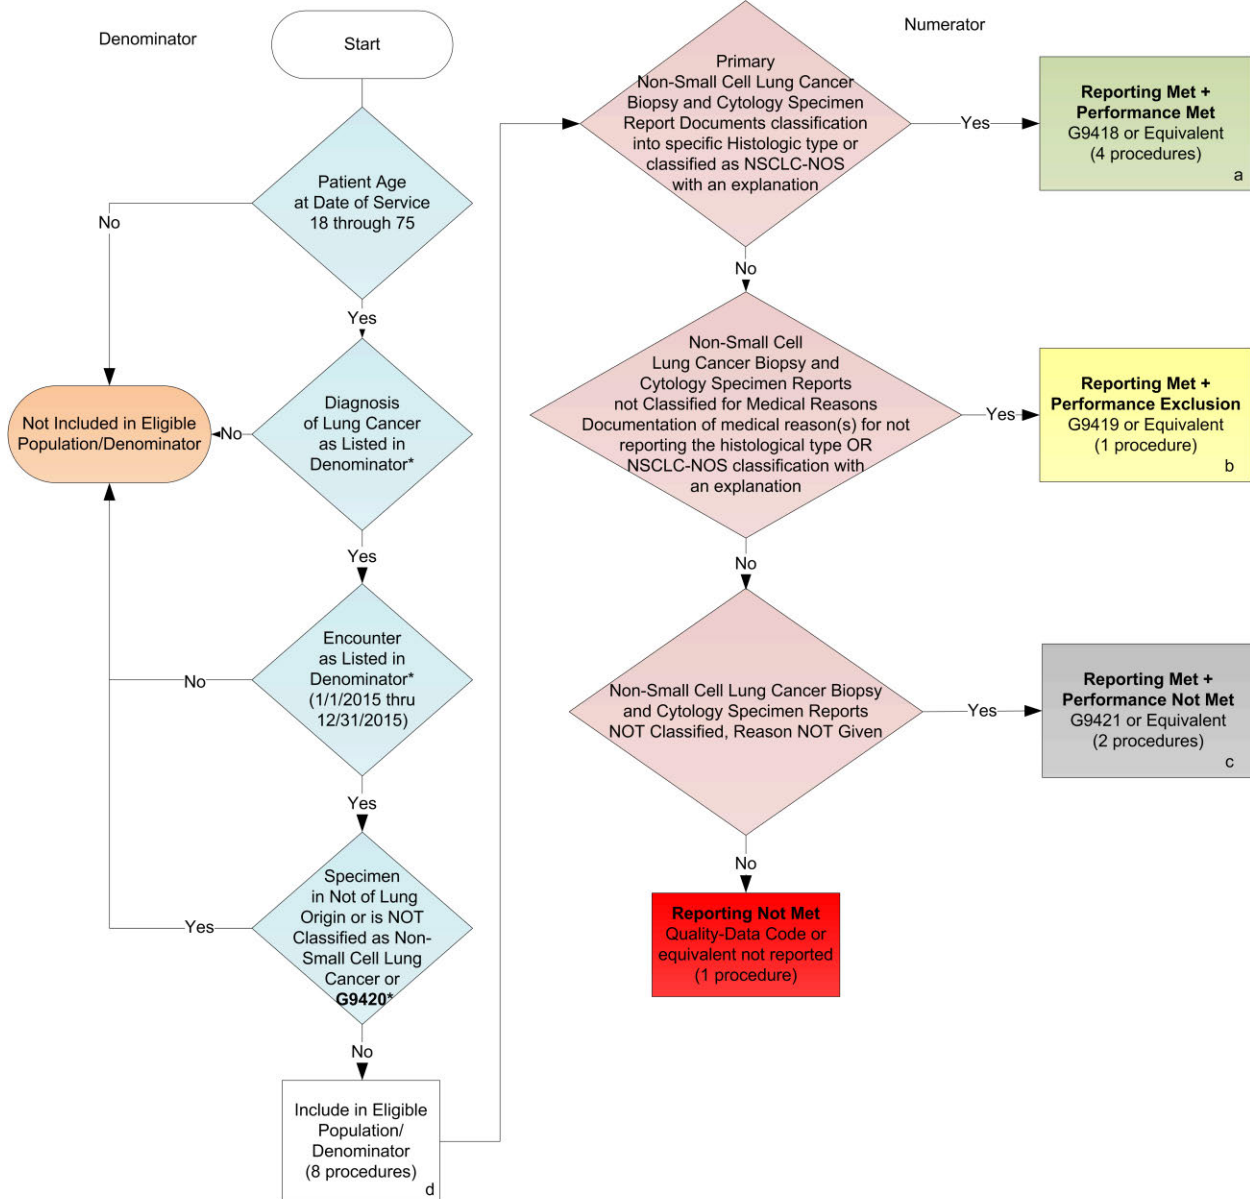 Denominator
Start
Patient Age
at Date of Service
18 through 75
No
Yes
Diagnosis
of Lung Cancer
as Listed in
Denominator*
No
Not Included in Eligible
Population/Denominator
Yes
Encounter
as Listed in
Denominator*
(1/1/2015 thru
12/31/2015)
No
Yes
Specimen
in Not of Lung
Origin or is NOT
Classified as Non-
Small Cell Lung
Cancer or
G9420*
Yes
No
Include in Eligible
Population/
Denominator
(8 procedures)
d
Numerator
Primary
Non-Small Cell Lung Cancer
Biopsy and Cytology Specimen
Report Documents classification
into specific Histologic type or
classified as NSCLC-NOS
with an explanation
Yes
Reporting Met +
Performance Met
G9418 or Equivalent
(4 procedures)
a
No
Non-Small Cell
Lung Cancer Biopsy and
Cytology Specimen Reports
not Classified for Medical Reasons
Documentation of medical reason(s) for not
reporting the histological type OR
NSCLC-NOS classification with
an explanation
Yes
Reporting Met +
Performance Exclusion
G9419 or Equivalent
(1 procedure)
b
No
Non-Small Cell Lung Cancer Biopsy
and Cytology Specimen Reports
NOT Classified, Reason NOT Given
Yes
Reporting Met +
Performance Not Met
G9421 or Equivalent
(2 procedures)
c
No
Reporting Not Met
Quality-Data Code or
equivalent not reported
(1 procedure)